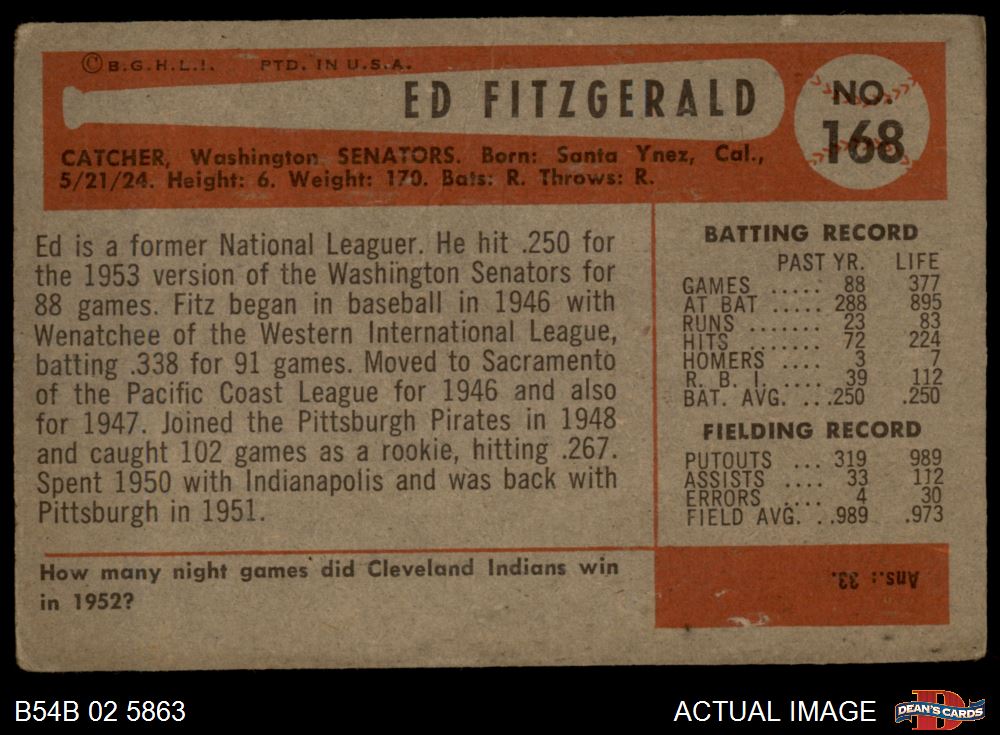 © B.G.H.L.I. PTD. IN U.S.A.
ED FITZGERALD
NO.
168
CATCHER, Washington SENATORS. Born: Santa Ynez, Cal.,
5/21/24. Height: 6. Weight: 170. Bats: R. Throws: R.
Ed is a former National Leaguer. He hit .250 for
the 1953 version of the Washington Senators for
88 games. Fitz began in baseball in 1946 with
Wenatchee of the Western International League,
batting .338 for 91 games. Moved to Sacramento
of the Pacific Coast League for 1946 and also
for 1947. Joined the Pittsburgh Pirates in 1948
and caught 102 games as a rookie, hitting .267.
Spent 1950 with Indianapolis and was back with
Pittsburgh in 1951.
BATTING RECORD
PAST YR. LIFE
GAMES ..... 88 377
AT BAT ..... 288 895
RUNS ....... 23 83
HITS ....... 72 224
HOMERS .... 3 7
R. B. I. .... 39 112
BAT. AVG. ...250 .250
FIELDING RECORD
PUTOUTS ... 319 989
ASSISTS .... 33 112
ERRORS .... 4 30
FIELD AVG. ..989 .973
How many night games did Cleveland Indians win
in 1952?
Ans.: 33.
B54B 02 5863
ACTUAL IMAGE
DEAN'S CARDS